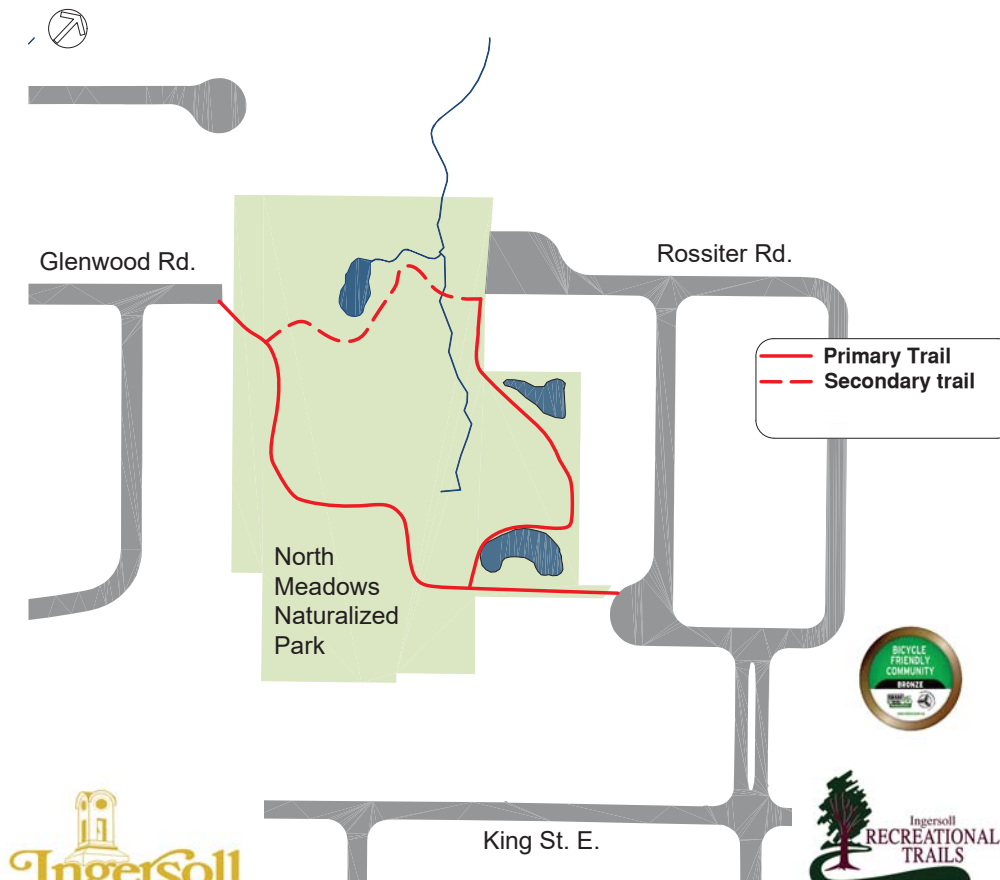 Glenwood Rd.
Rossiter Rd.
Primary Trail
Secondary trail
North
Meadows
Naturalized
Park
BICYCLE
FRIENDLY
COMMUNITY
BRONZE
King St. E.
Ingersoll
Ingersoll
RECREATIONAL
TRAILS